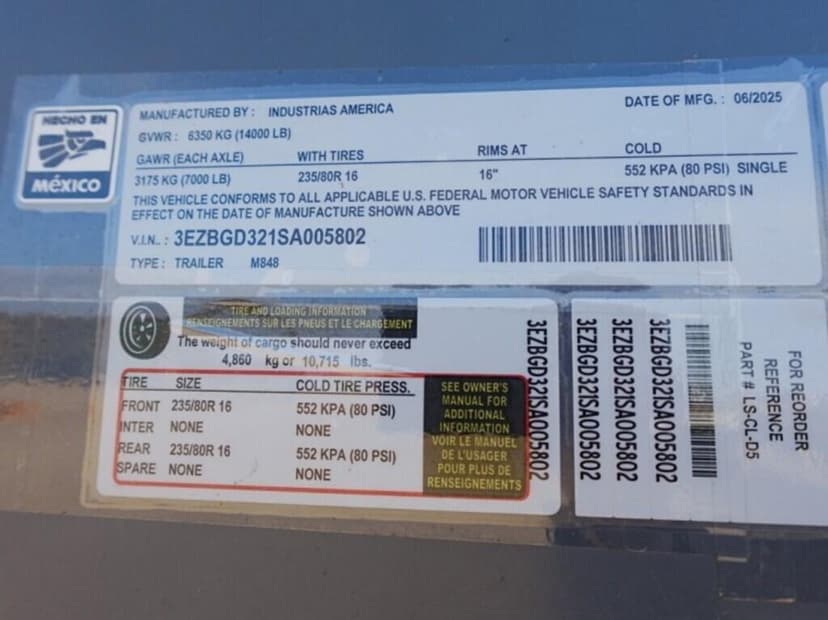 HECHO EN
MÉXICO
MANUFACTURED BY : INDUSTRIAS AMERICA DATE OF MFG. : 06/2025
GVWR : 6350 KG (14000 LB)
GAWR (EACH AXLE) WITH TIRES RIMS AT COLD
3175 KG (7000 LB) 235/80R 16 16" 552 KPA (80 PSI) SINGLE
THIS VEHICLE CONFORMS TO ALL APPLICABLE U.S. FEDERAL MOTOR VEHICLE SAFETY STANDARDS IN
EFFECT ON THE DATE OF MANUFACTURE SHOWN ABOVE
V.I.N.. : 3EZBGD321SA005802
TYPE : TRAILER M848
TIRE AND LOADING INFORMATION
RENSEIGNEMENTS SUR LES PNEUS ET LE CHARGEMENT
The weight of cargo should never exceed
4,860 kg or 10,715 lbs.
TIRE SIZE COLD TIRE PRESS.
FRONT 235/80R 16 552 KPA (80 PSI)
INTER NONE NONE
REAR 235/80R 16 552 KPA (80 PSI)
SPARE NONE NONE
SEE OWNER'S
MANUAL FOR
ADDITIONAL
INFORMATION
VOIR LE MANUEL
DE L'USAGER
POUR PLUS DE
RENSEIGNEMENTS
3EZBGD321SA005802
3EZBGD321SA005802
3EZBGD321SA005802
3EZBGD321SA005802
FOR REORDER
REFERENCE
PART # LS-CL-D5